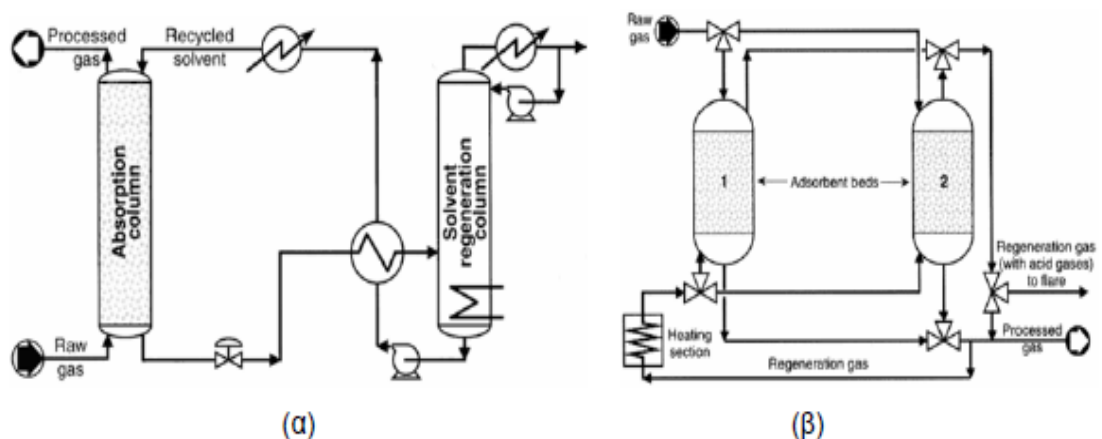 Processed
gas
Recycled
solvent
Absorption
column
Solvent
regeneration
column
Raw
gas
(α)
Raw
gas
1
Adsorbent beds
2
Regeneration gas
(with acid gases)
to flare
Heating
section
Processed
gas
Regeneration gas
(β)